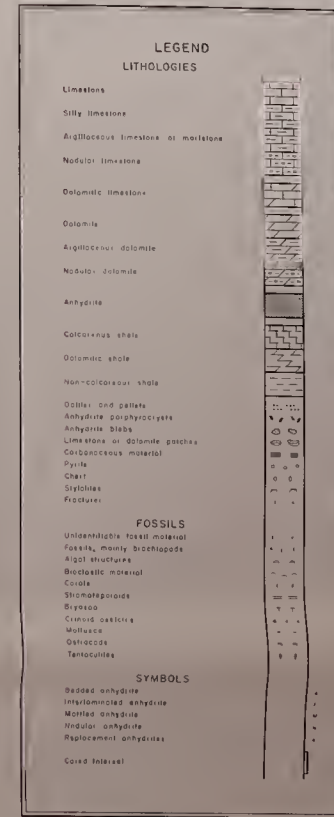 LEGEND
LITHOLOGIES
Limestone
Silty limestone
Argillaceous limestone or marlstone
Nodular limestone
Dolomitic limestone
Dolomite
Argillaceous dolomite
Nodular dolomite
Anhydrite
Calcareous shale
Dolomitic shale
Non-calcareous shale
Oolites and pellets
Anhydrite porphyrocrysts
Anhydrite blebs
Limestone or dolomite patches
Carbonaceous material
Pyrite
Chert
Stylolites
Fractures
FOSSILS
Unidentifiable fossil material
Fossils, mainly brachiopods
Algal structures
Bioclastic material
Corals
Stromatoporoids
Bryozoa
Crinoid ossicles
Mollusca
Ostracods
Tentaculites
SYMBOLS
Bedded anhydrite
Interlaminated anhydrite
Mottled anhydrite
Nodular anhydrite
Replacement anhydrites
Cored Interval